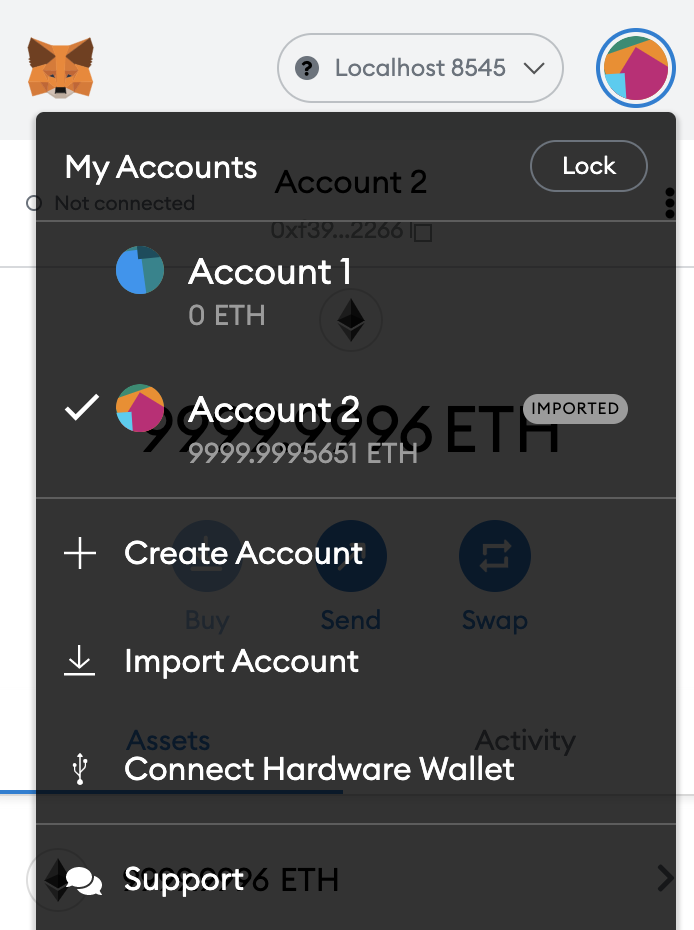 ? Localhost 8545
My Accounts
Lock
Account 2
Not connected
0xf39...2266
Account 1
0 ETH
Account 2
IMPORTED
9999.9996 ETH
9999.9995651 ETH
Create Account
Buy
Send
Swap
Import Account
Assets
Activity
Connect Hardware Wallet
Support
9999.9996 ETH